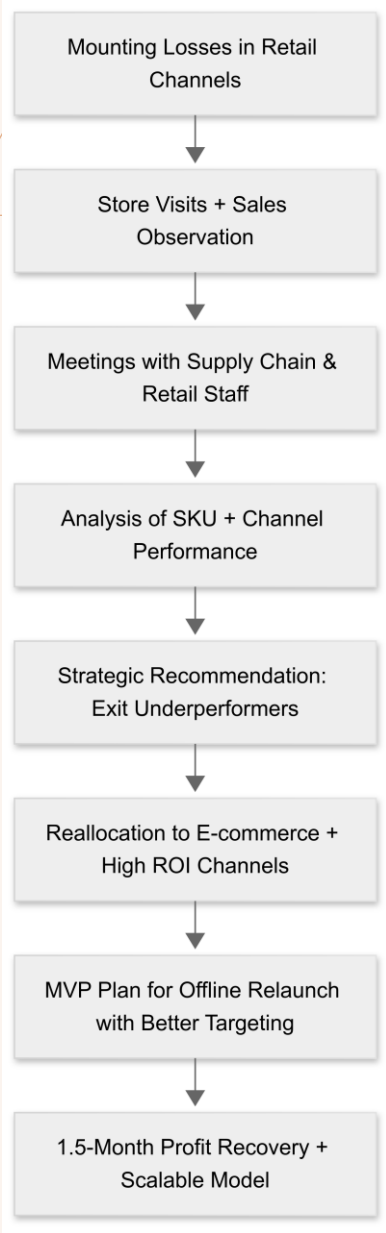 Mounting Losses in Retail
Channels
Store Visits + Sales
Observation
Meetings with Supply Chain &
Retail Staff
Analysis of SKU + Channel
Performance
Strategic Recommendation:
Exit Underperformers
Reallocation to E-commerce +
High ROI Channels
MVP Plan for Offline Relaunch
with Better Targeting
1.5-Month Profit Recovery +
Scalable Model